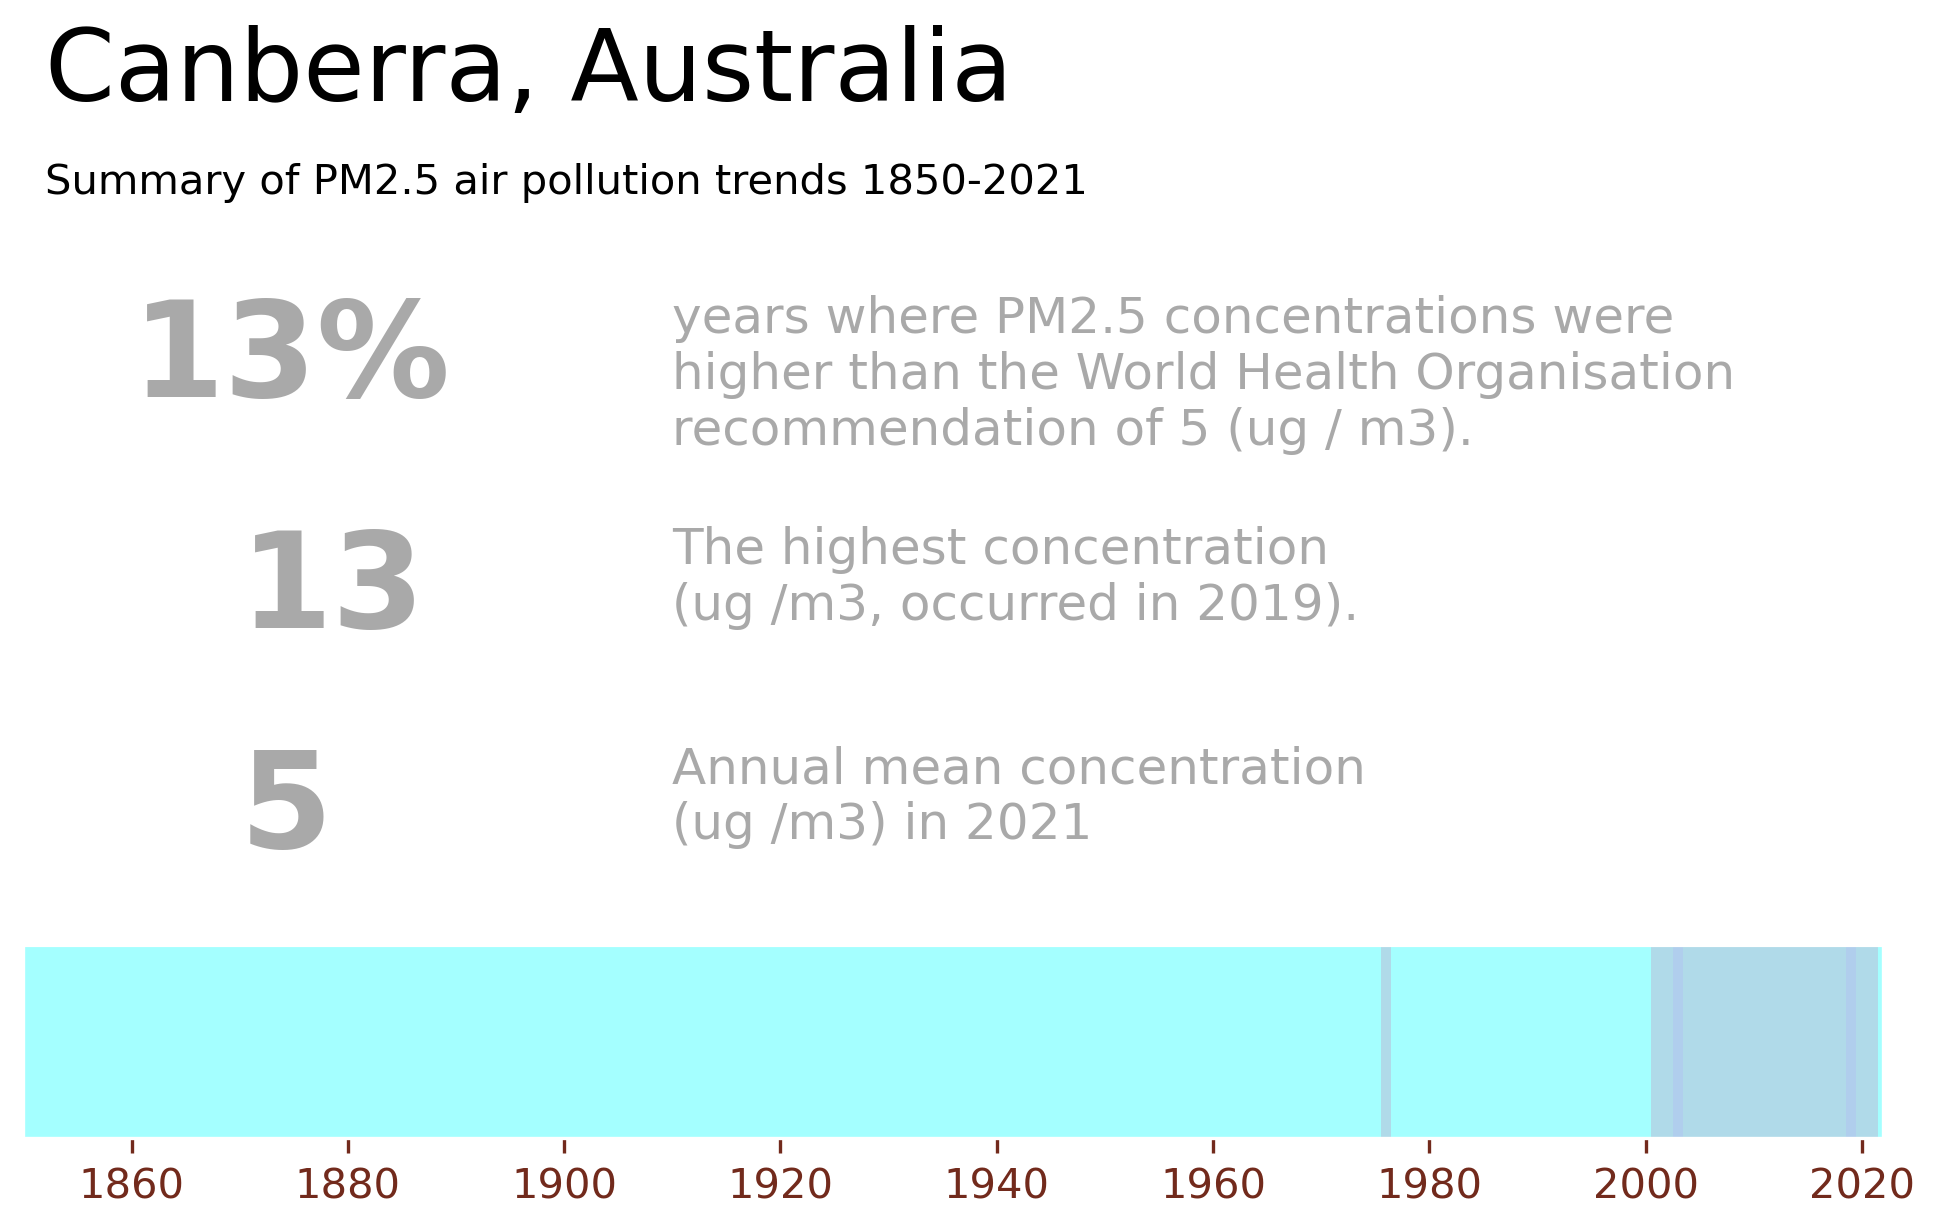 Canberra, Australia
Summary of PM2.5 air pollution trends 1850-2021
13%
years where PM2.5 concentrations were
higher than the World Health Organisation
recommendation of 5 (ug / m3).
13
The highest concentration
(ug /m3, occurred in 2019).
5
Annual mean concentration
(ug /m3) in 2021
1860 1880 1900 1920 1940 1960 1980 2000 2020